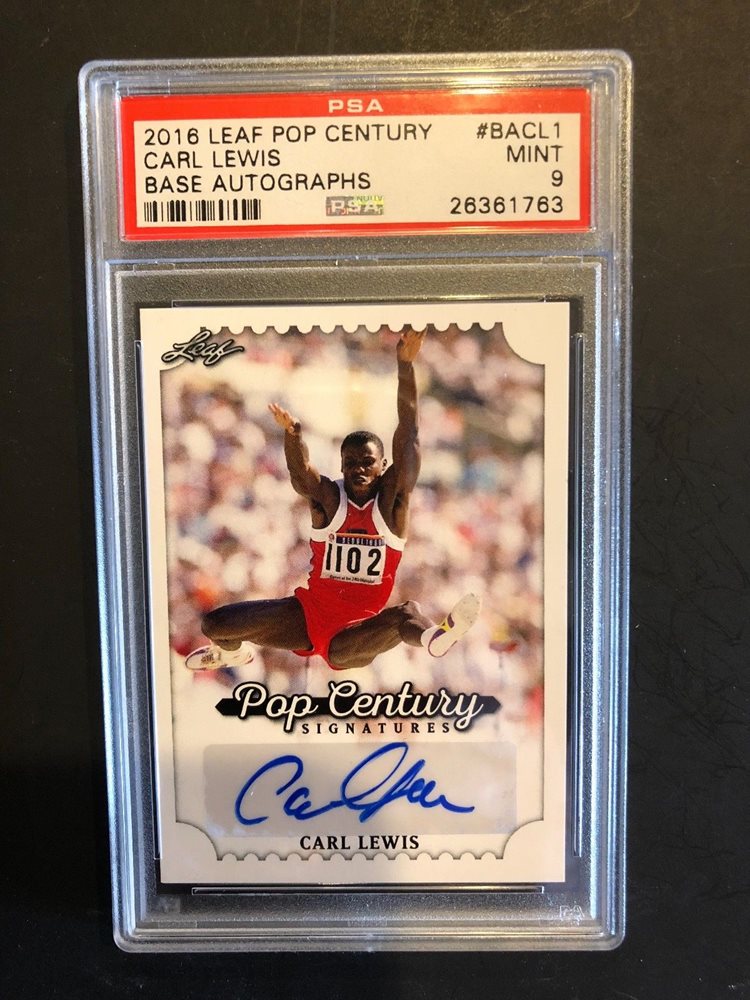 PSA
2016 LEAF POP CENTURY #BACL1
CARL LEWIS MINT
BASE AUTOGRAPHS 9
PSA 26361763
Leaf
1102
Pop Century
SIGNATURES
CARL LEWIS